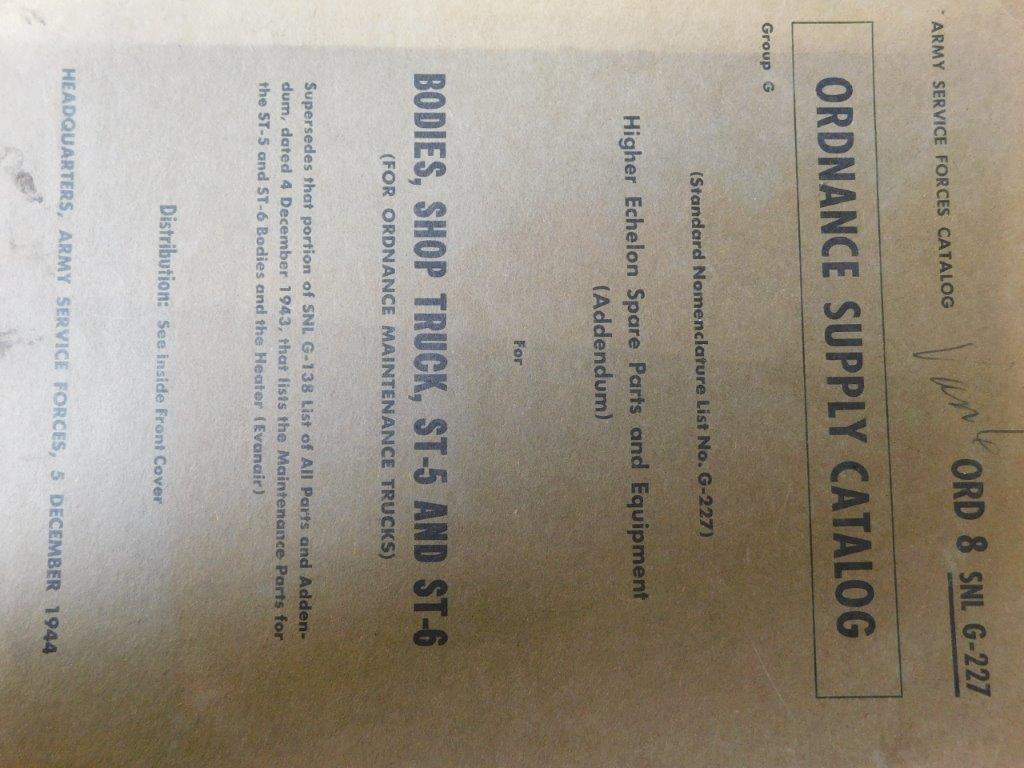 ARMY SERVICE FORCES CATALOG
ORD 8 SNL G-227
ORDNANCE SUPPLY CATALOG
Group G
(Standard Nomenclature List No. G-227)
Higher Echelon Spare Parts and Equipment
(Addendum)
For
BODIES, SHOP TRUCK, ST-5 AND ST-6
(FOR ORDNANCE MAINTENANCE TRUCKS)
Supersedes that portion of SNL G-138 List of All Parts and Adden-
dum, dated 4 December 1943, that lists the Maintenance Parts for
the ST-5 and ST-6 Bodies and the Heater (Evanair)
Distribution: See Inside Front Cover
HEADQUARTERS, ARMY SERVICE FORCES, 5 DECEMBER 1944